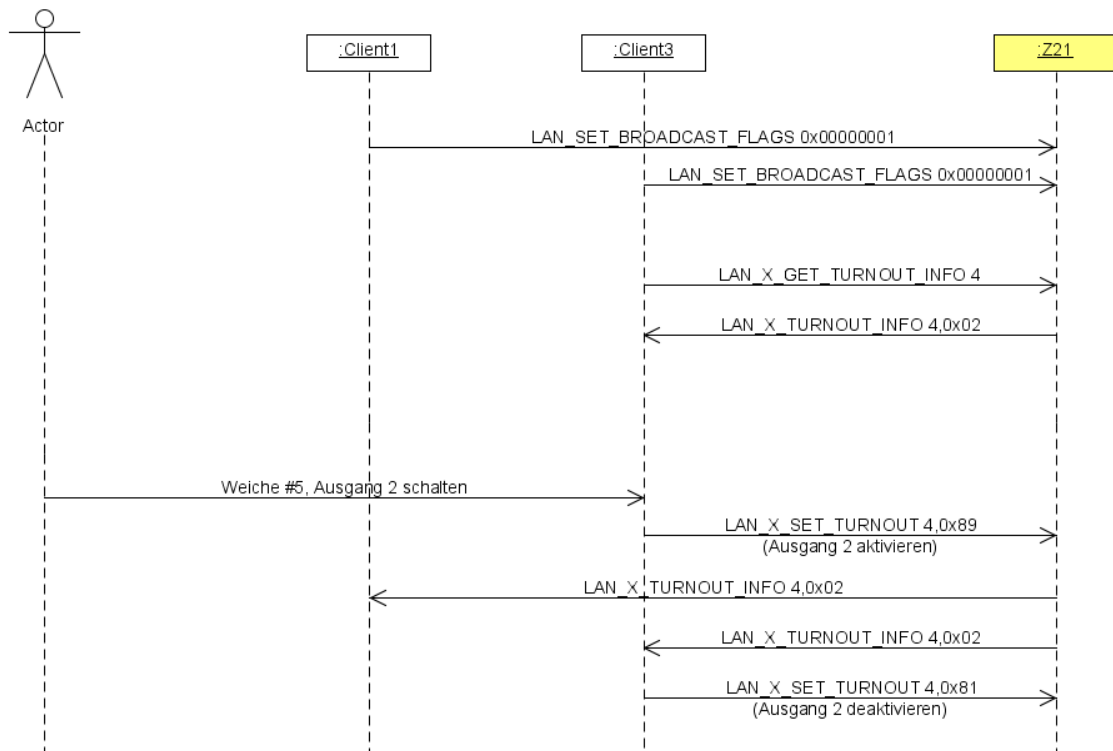 :Client1
:Client3
:Z21
Actor
LAN_SET_BROADCAST_FLAGS 0x00000001
LAN_SET_BROADCAST_FLAGS 0x00000001
LAN_X_GET_TURNOUT_INFO 4
LAN_X_TURNOUT_INFO 4,0x02
Weiche #5, Ausgang 2 schalten
LAN_X_SET_TURNOUT 4,0x89
(Ausgang 2 aktivieren)
LAN_X_TURNOUT_INFO 4,0x02
LAN_X_TURNOUT_INFO 4,0x02
LAN_X_SET_TURNOUT 4,0x81
(Ausgang 2 deaktivieren)